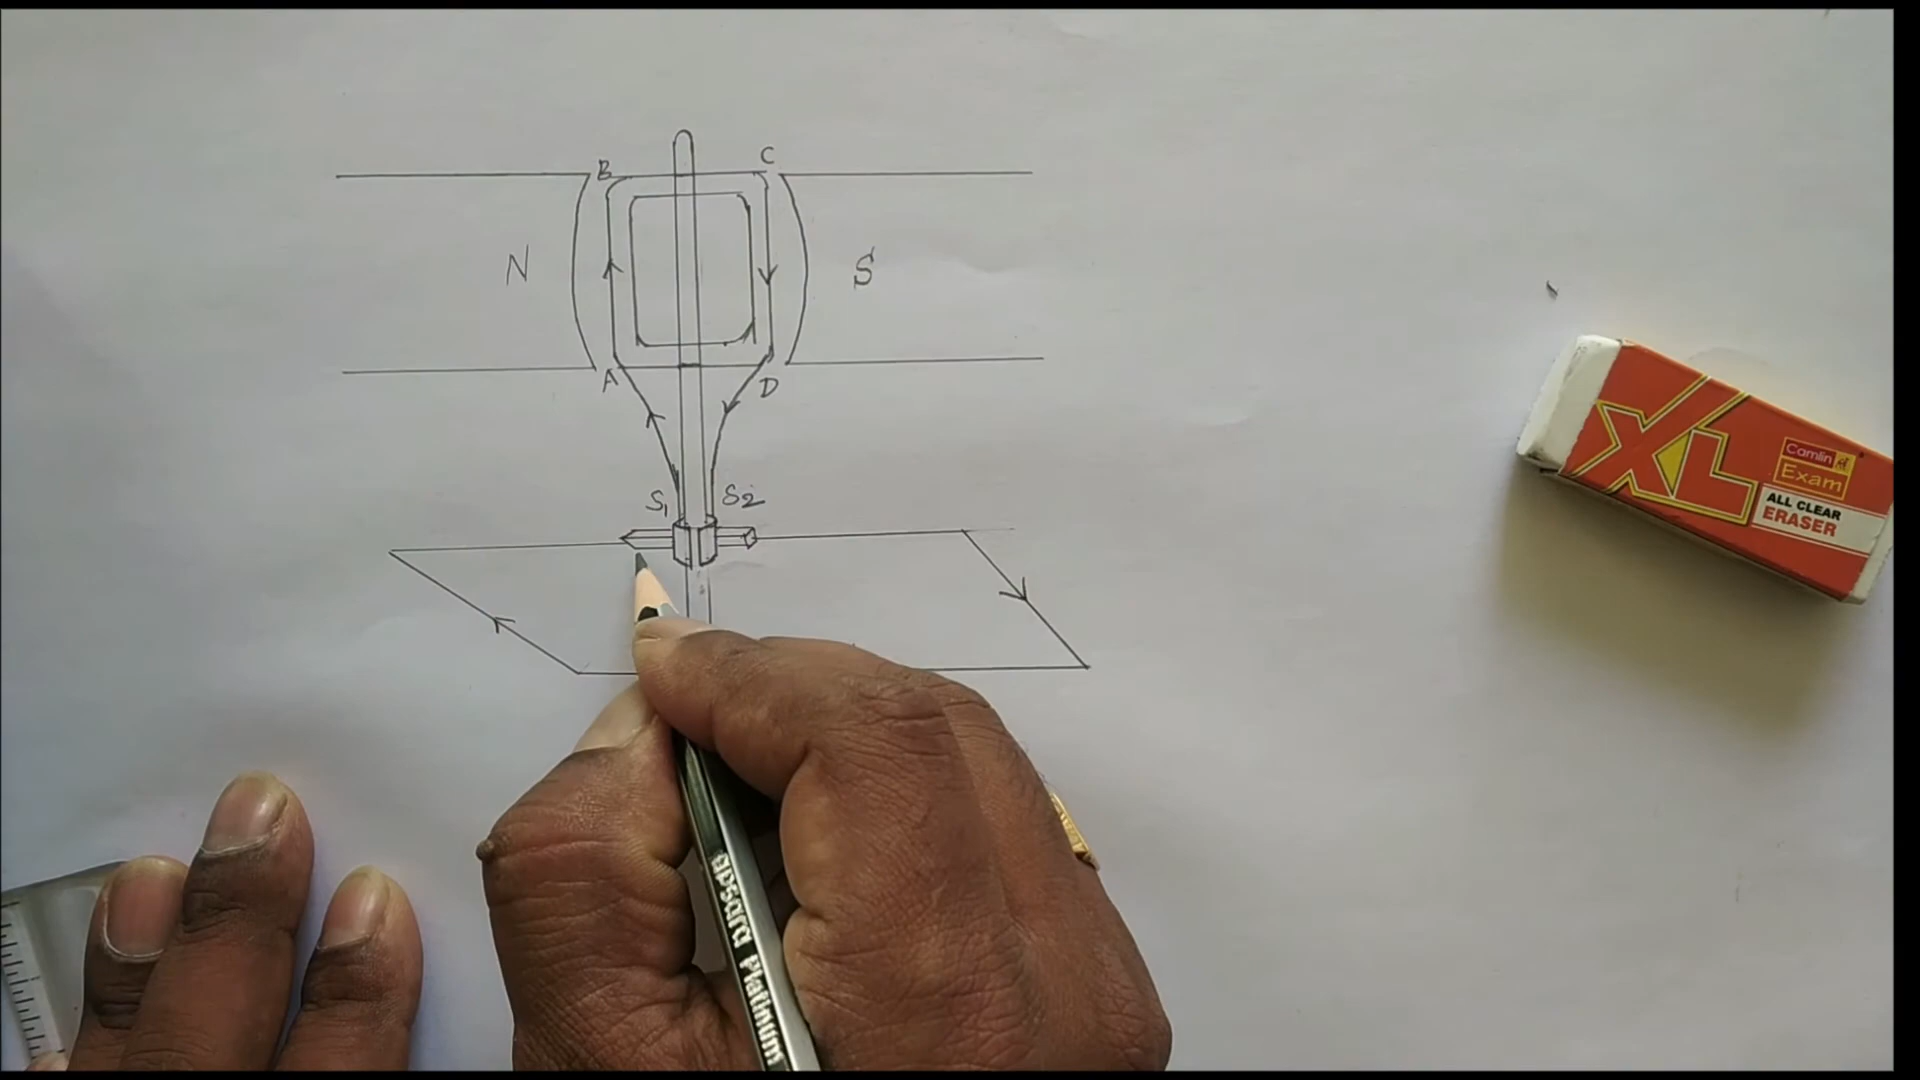 B
C
N
S
A
D
S1
S2
XL
Camlin
Exam
ALL CLEAR
ERASER
apsara Platinum